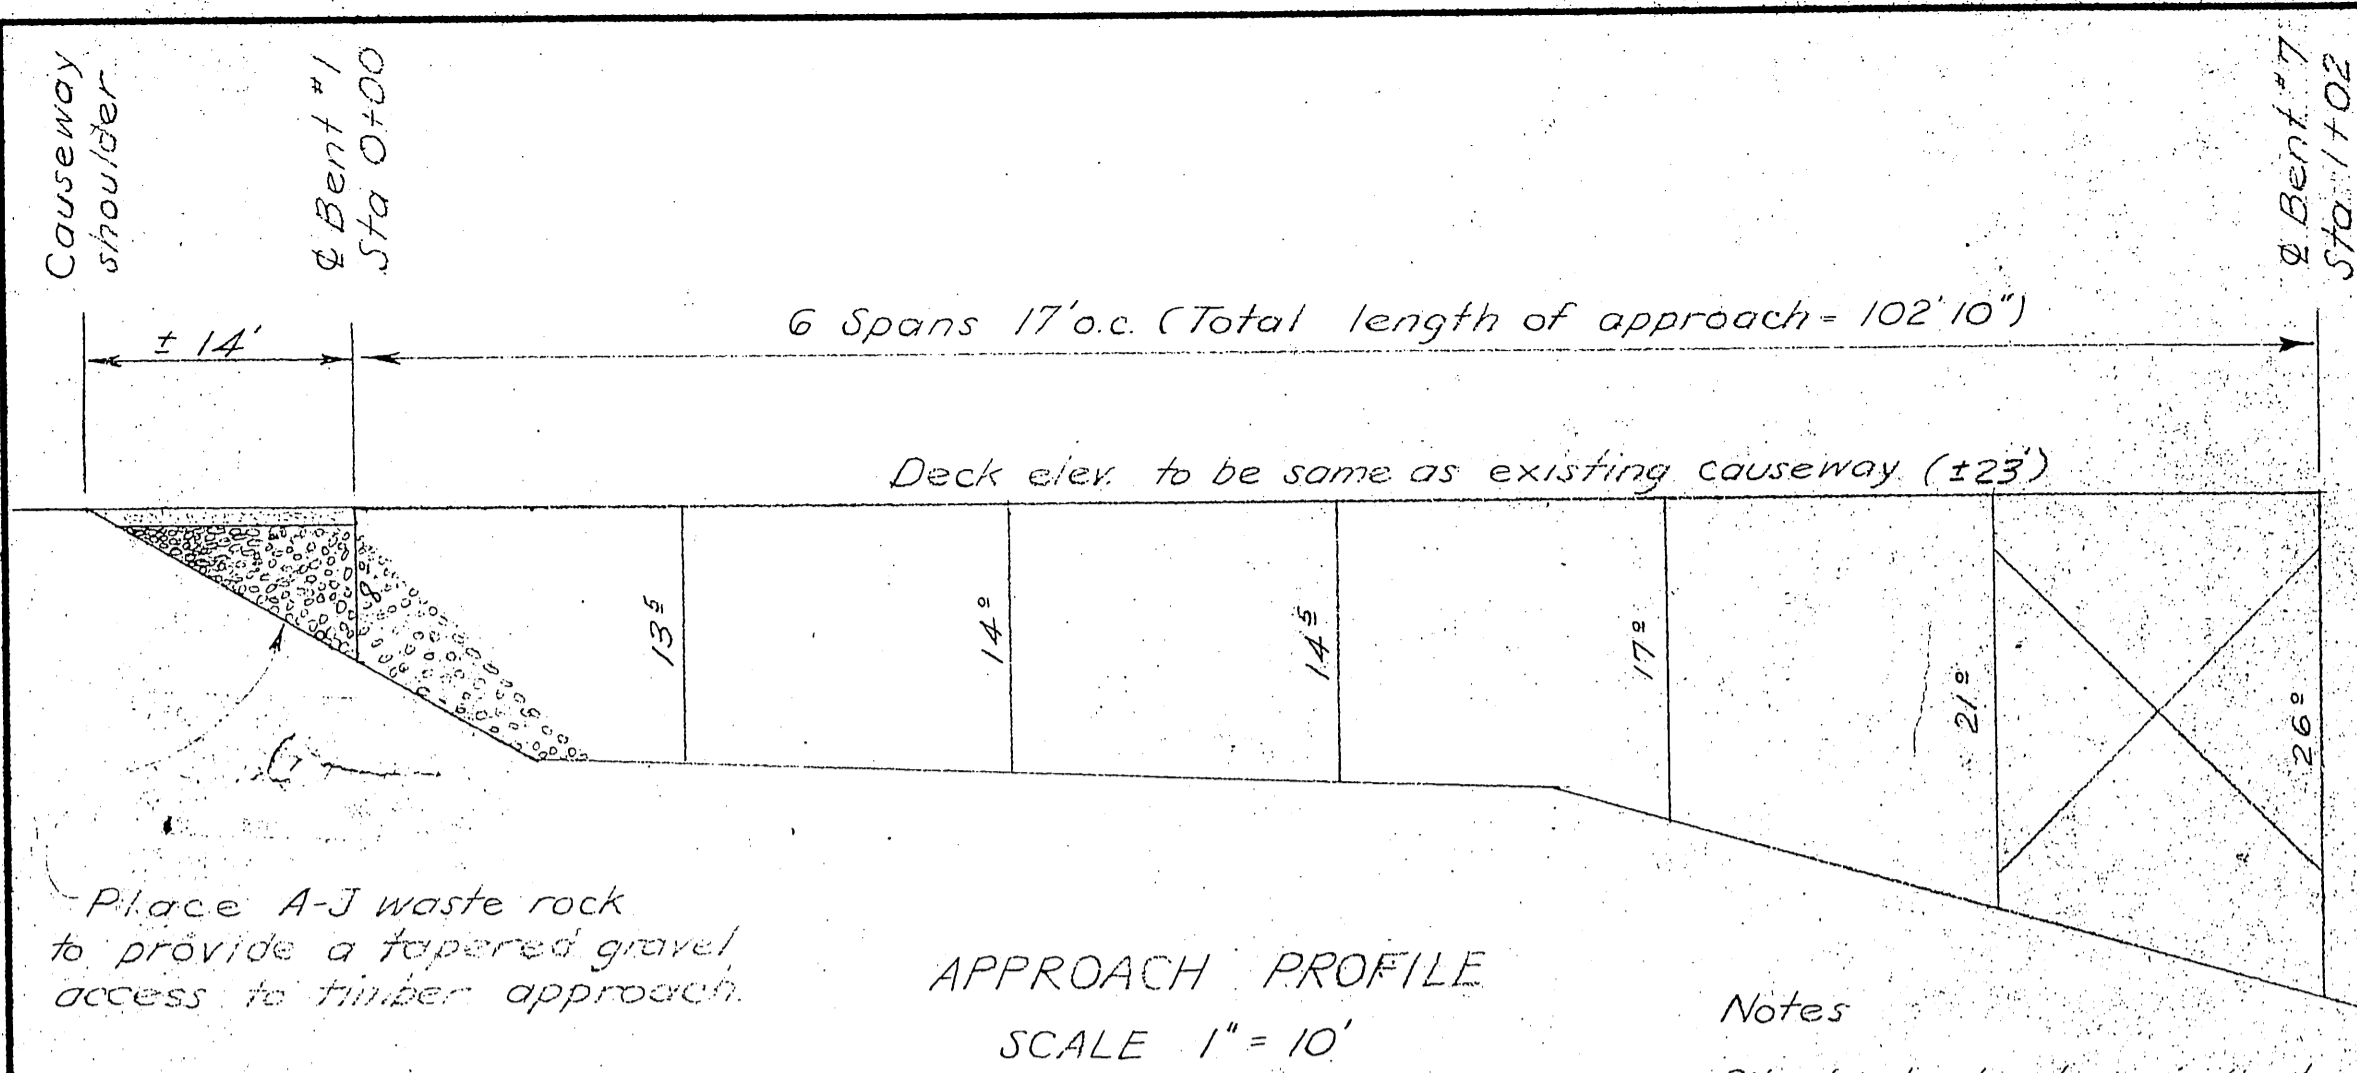 Causeway
shoulder
℄ Bent #1
Sta 0+00
℄ Bent #7
Sta 1+02
± 14'
6 Spans 17' o.c. (Total length of approach = 102' 10")
Deck elev. to be same as existing causeway (±23')
8
13⁵
14⁰
14⁵
17⁰
21⁰
26⁰
Place A-J waste rock
to provide a tapered gravel
access to timber approach.
APPROACH PROFILE
SCALE 1" = 10'
Notes